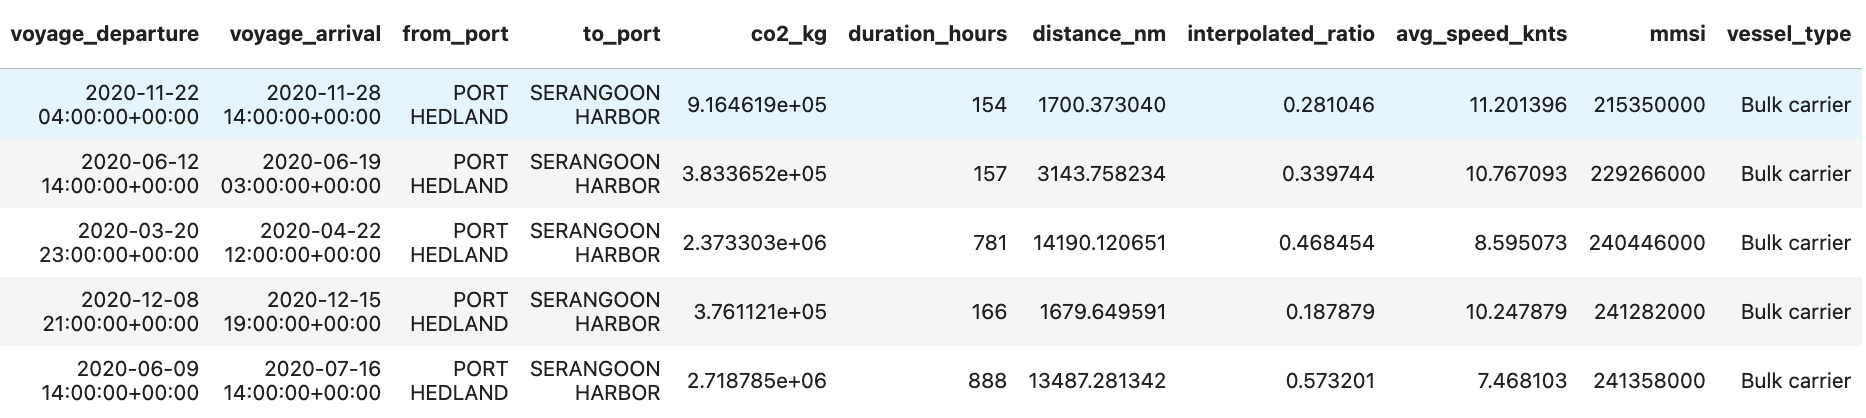 voyage_departure voyage_arrival from_port to_port co2_kg duration_hours distance_nm interpolated_ratio avg_speed_knts mmsi vessel_type
2020-11-22 2020-11-28 PORT SERANGOON
04:00:00+00:00 14:00:00+00:00 HEDLAND HARBOR 9.164619e+05 154 1700.373040 0.281046 11.201396 215350000 Bulk carrier
2020-06-12 2020-06-19 PORT SERANGOON
14:00:00+00:00 03:00:00+00:00 HEDLAND HARBOR 3.833652e+05 157 3143.758234 0.339744 10.767093 229266000 Bulk carrier
2020-03-20 2020-04-22 PORT SERANGOON
23:00:00+00:00 12:00:00+00:00 HEDLAND HARBOR 2.373303e+06 781 14190.120651 0.468454 8.595073 240446000 Bulk carrier
2020-12-08 2020-12-15 PORT SERANGOON
21:00:00+00:00 19:00:00+00:00 HEDLAND HARBOR 3.761121e+05 166 1679.649591 0.187879 10.247879 241282000 Bulk carrier
2020-06-09 2020-07-16 PORT SERANGOON
14:00:00+00:00 14:00:00+00:00 HEDLAND HARBOR 2.718785e+06 888 13487.281342 0.573201 7.468103 241358000 Bulk carrier